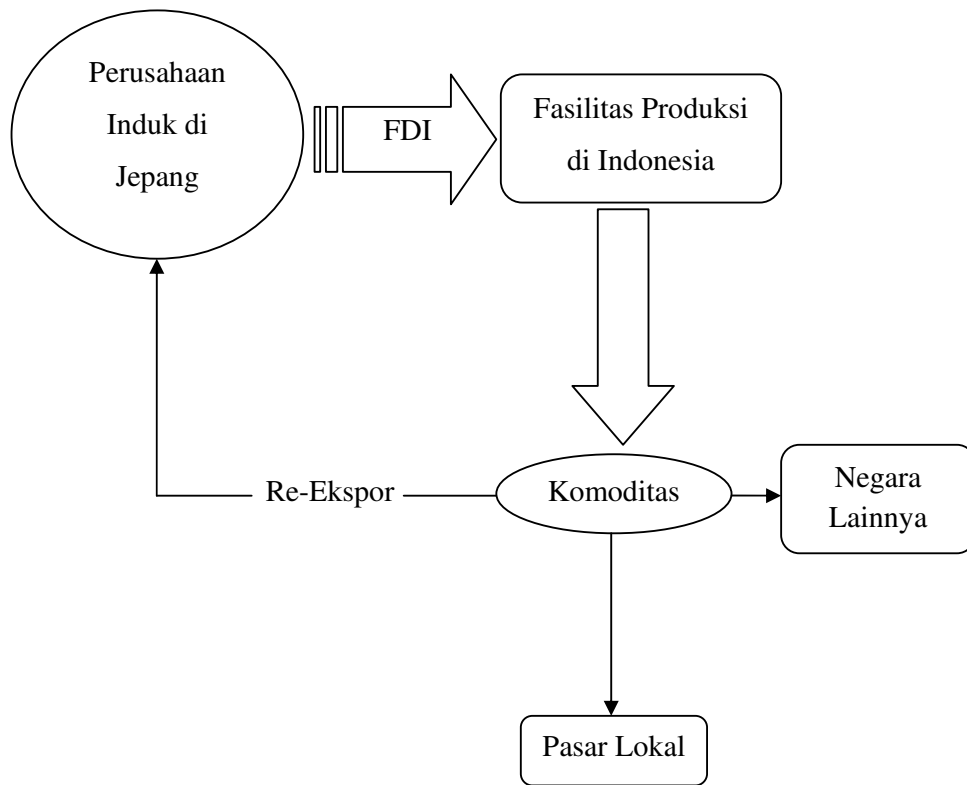 Perusahaan
Induk di
Jepang
FDI
Fasilitas Produksi
di Indonesia
Re-Ekspor
Komoditas
Negara
Lainnya
Pasar Lokal